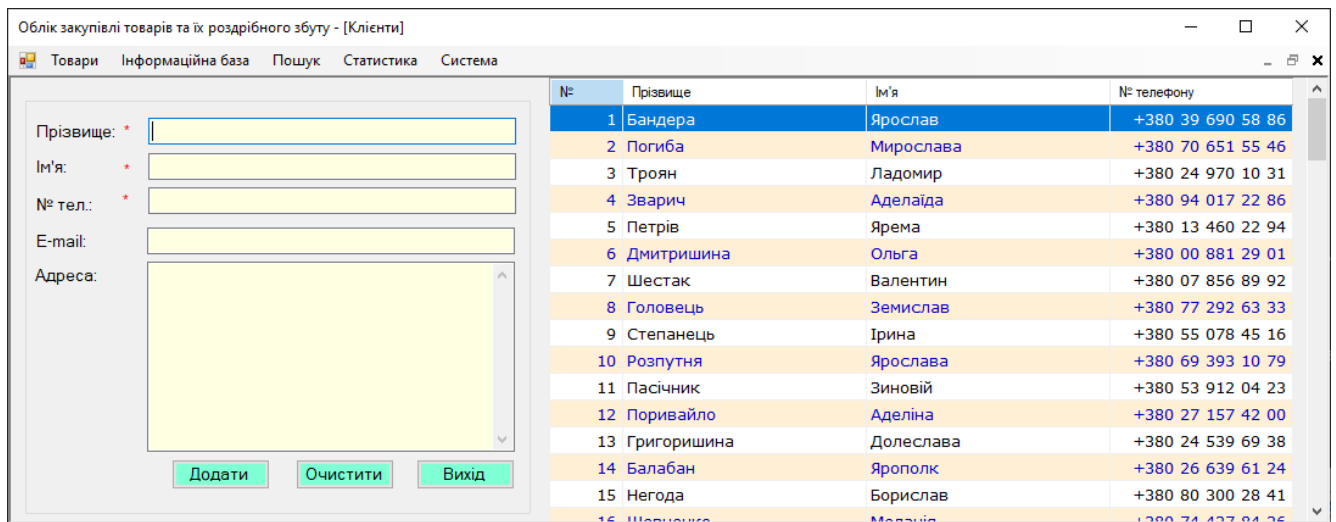 Облік закупівлі товарів та їх роздрібного збуту - [Клієнти]
Товари Інформаційна база Пошук Статистика Система
Прізвище: *
Ім'я: *
№ тел.: *
E-mail:
Адреса:
Додати Очистити Вихід
№ Прізвище Ім'я № телефону
1 Бандера Ярослав +380 39 690 58 86
2 Погиба Мирослава +380 70 651 55 46
3 Троян Ладомир +380 24 970 10 31
4 Зварич Аделаїда +380 94 017 22 86
5 Петрів Ярема +380 13 460 22 94
6 Дмитришина Ольга +380 00 881 29 01
7 Шестак Валентин +380 07 856 89 92
8 Головець Земислав +380 77 292 63 33
9 Степанець Ірина +380 55 078 45 16
10 Розпутня Ярослава +380 69 393 10 79
11 Пасічник Зиновій +380 53 912 04 23
12 Поривайло Аделіна +380 27 157 42 00
13 Григоришина Долеслава +380 24 539 69 38
14 Балабан Ярополк +380 26 639 61 24
15 Негода Борислав +380 80 300 28 41